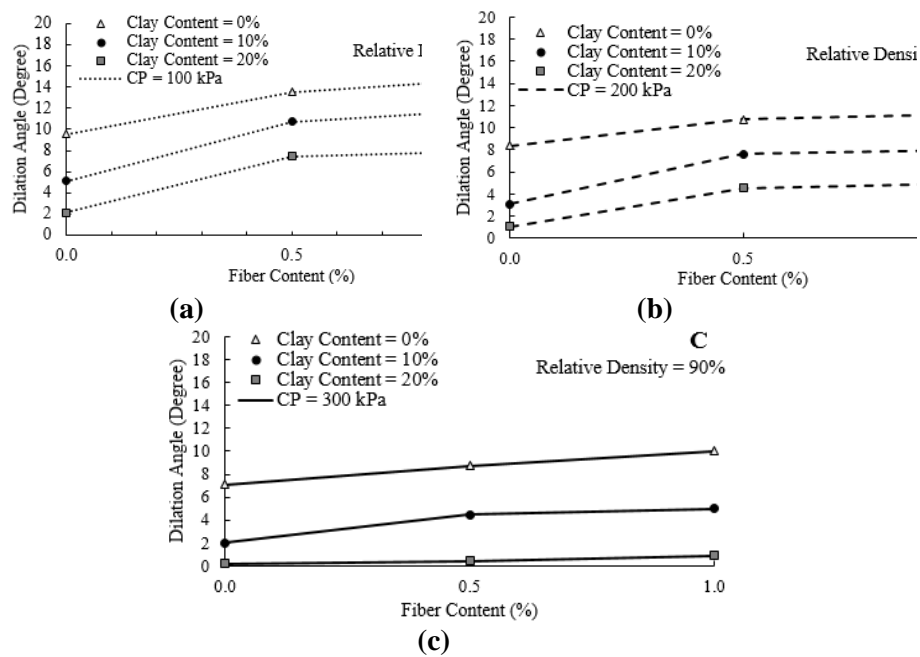 20
18
16
14
12
10
8
6
4
2
0
Dilation Angle (Degree)
Clay Content = 0%
Clay Content = 10%
Clay Content = 20%
CP = 100 kPa
Relative
0.0
0.5
Fiber Content (%)
(a)
20
18
16
14
12
10
8
6
4
2
0
Dilation Angle (Degree)
Clay Content = 0%
Clay Content = 10%
Clay Content = 20%
CP = 200 kPa
Relative Densi
0.0
0.5
Fiber Content (%)
(b)
20
18
16
14
12
10
8
6
4
2
0
Dilation Angle (Degree)
Clay Content = 0%
Clay Content = 10%
Clay Content = 20%
CP = 300 kPa
C
Relative Density = 90%
0.0
0.5
1.0
Fiber Content (%)
(c)